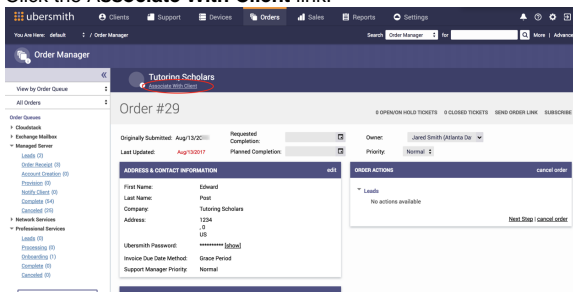 Click the Associate With Client link.
ubersmith Clients Support Devices Orders Sales Reports Settings
You Are Here: default / Order Manager Search Order Manager for More | Advance
Order Manager
Tutoring Scholars
Associate With Client
View by Order Queue
All Orders
Order #29
0 OPEN/ON HOLD TICKETS 0 CLOSED TICKETS SEND ORDER LINK SUBSCRIBE
Order Queues
Cloudstack
Exchange Mailbox
Managed Server
Leads (3)
Order Receipt (3)
Account Creation (0)
Provision (0)
Notify Client (0)
Complete (54)
Canceled (25)
Network Services
Professional Services
Leads (0)
Processing (0)
Onboarding (1)
Complete (0)
Canceled (0)
Originally Submitted: Aug/13/20
Requested Completion:
Owner: Jared Smith (Atlanta Da
Last Updated: Aug/13/2017
Planned Completion:
Priority: Normal
ADDRESS & CONTACT INFORMATION edit
First Name: Edward
Last Name: Post
Company: Tutoring Scholars
Address: 1234
, 0
US
Ubersmith Password: ********** [show]
Invoice Due Date Method: Grace Period
Support Manager Priority: Normal
ORDER ACTIONS cancel order
Leads
No actions available
Next Step | cancel order